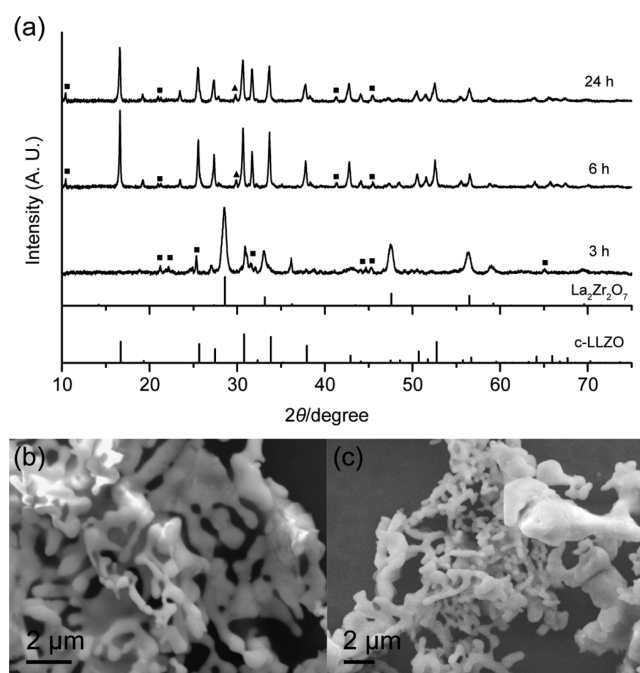 (a)
24 h
6 h
3 h
La₂Zr₂O₇
c-LLZO
Intensity (A. U.)
10 20 30 40 50 60 70
2θ/degree
(b)
2 µm
(c)
2 µm